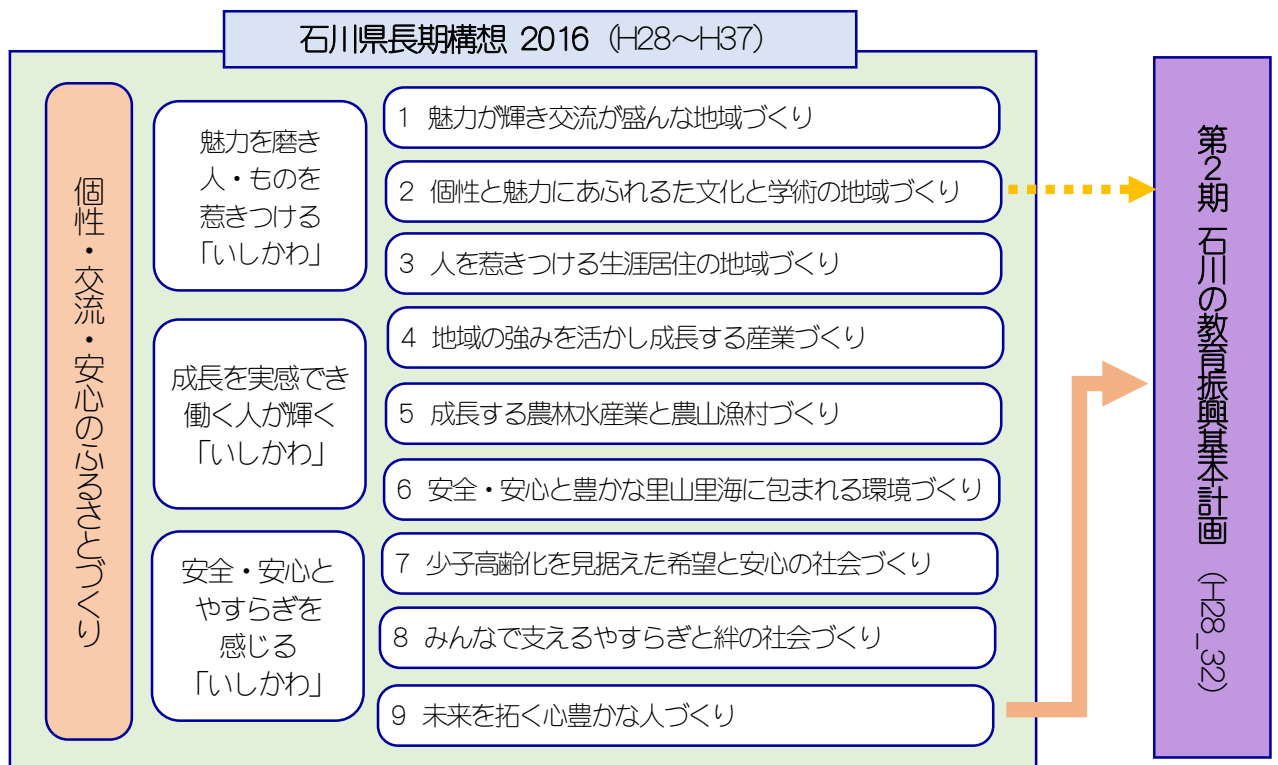 石川県長期構想 2016 (H28~H37)
個性・交流・安心のふるさとづくり
魅力を磨き
人・ものを
惹きつける
「いしかわ」
1 魅力が輝き交流が盛んな地域づくり
2 個性と魅力にあふれるた文化と学術の地域づくり
3 人を惹きつける生涯居住の地域づくり
成長を実感でき
働く人が輝く
「いしかわ」
4 地域の強みを活かし成長する産業づくり
5 成長する農林水産業と農山漁村づくり
6 安全・安心と豊かな里山里海に包まれる環境づくり
安全・安心と
やすらぎを
感じる
「いしかわ」
7 少子高齢化を見据えた希望と安心の社会づくり
8 みんなで支えるやすらぎと絆の社会づくり
9 未来を拓く心豊かな人づくり
第2期 石川の教育振興基本計画 (H28_32)